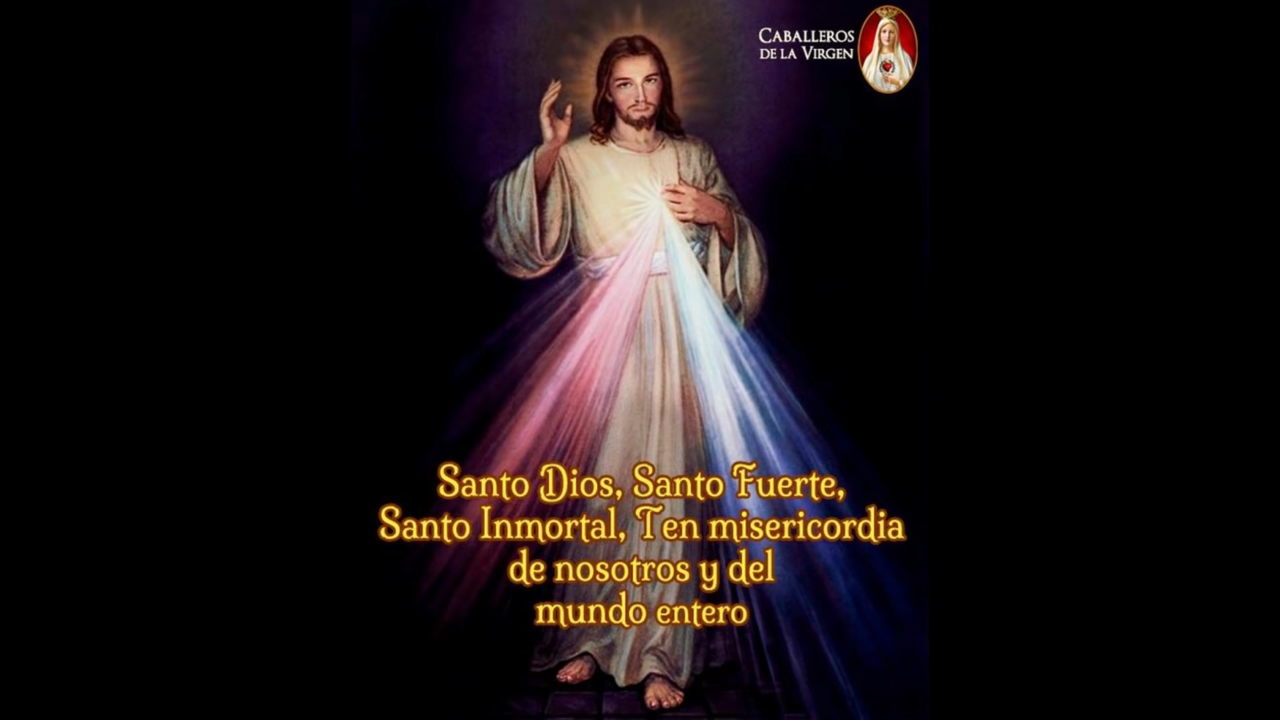 CABALLEROS
DE LA VIRGEN
Santo Dios, Santo Fuerte,
Santo Inmortal, Ten misericordia
de nosotros y del
mundo entero